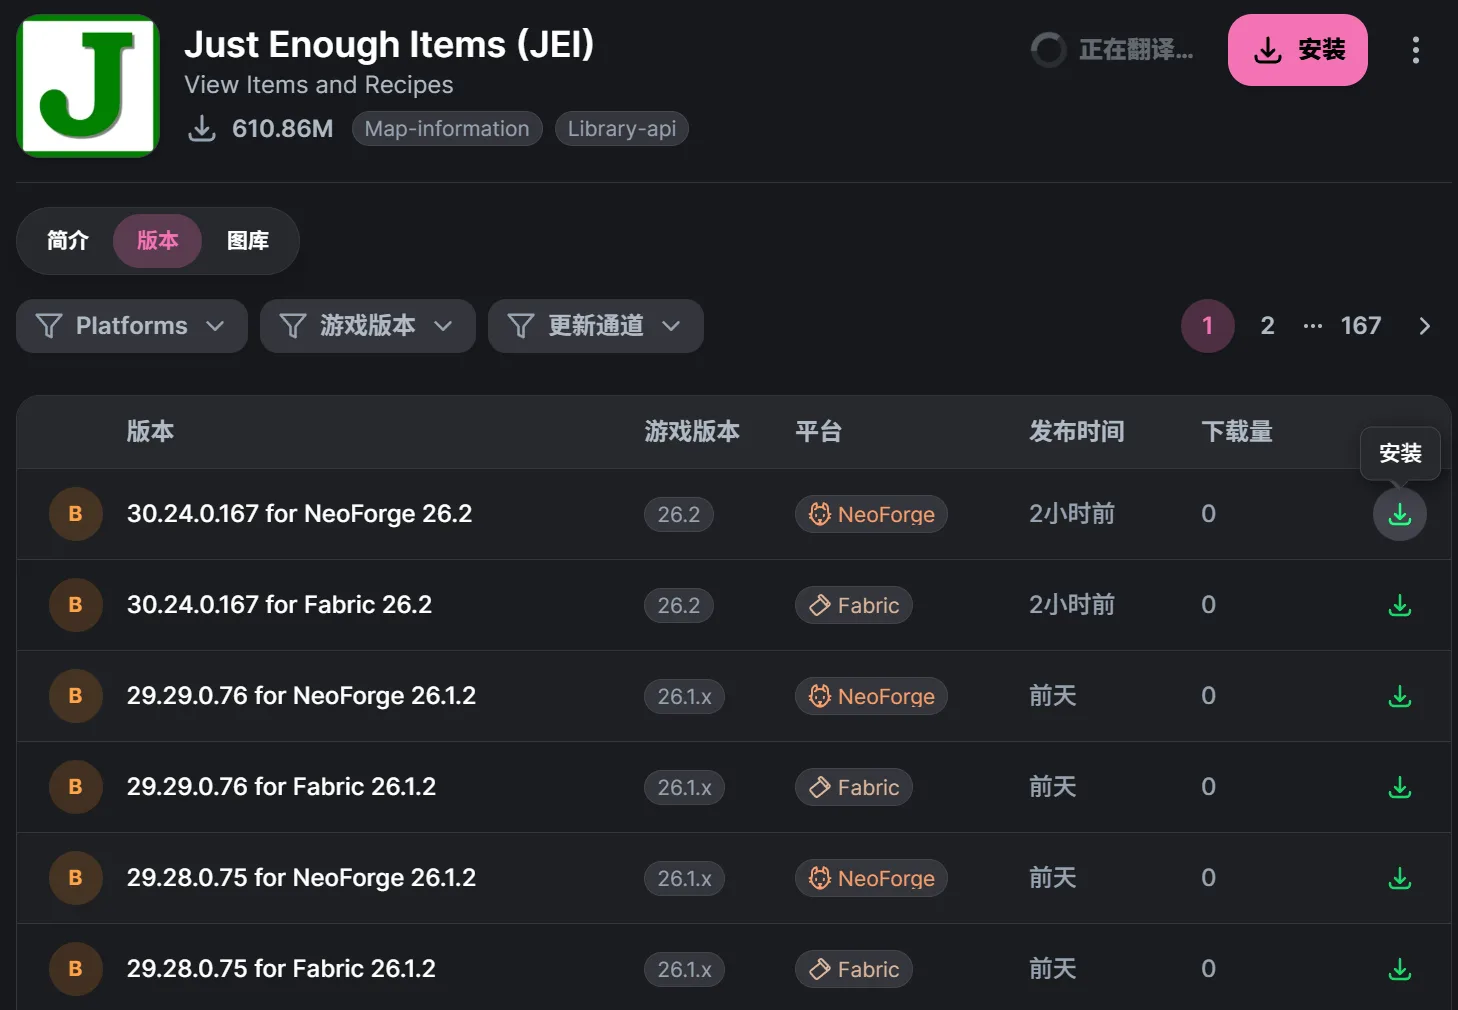 J
Just Enough Items (JEI)
View Items and Recipes
610.86M Map-information Library-api
正在翻译...
安装
简介 版本 图库
Platforms 游戏版本 更新通道
1 2 ... 167
版本 游戏版本 平台 发布时间 下载量
安装
B 30.24.0.167 for NeoForge 26.2 26.2 NeoForge 2小时前 0
B 30.24.0.167 for Fabric 26.2 26.2 Fabric 2小时前 0
B 29.29.0.76 for NeoForge 26.1.2 26.1.x NeoForge 前天 0
B 29.29.0.76 for Fabric 26.1.2 26.1.x Fabric 前天 0
B 29.28.0.75 for NeoForge 26.1.2 26.1.x NeoForge 前天 0
B 29.28.0.75 for Fabric 26.1.2 26.1.x Fabric 前天 0